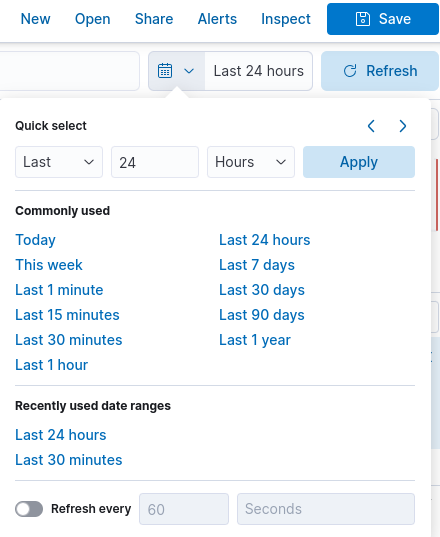 New Open Share Alerts Inspect Save
Last 24 hours Refresh
Quick select
Last 24 Hours Apply
Commonly used
Today Last 24 hours
This week Last 7 days
Last 1 minute Last 30 days
Last 15 minutes Last 90 days
Last 30 minutes Last 1 year
Last 1 hour
Recently used date ranges
Last 24 hours
Last 30 minutes
Refresh every 60 Seconds